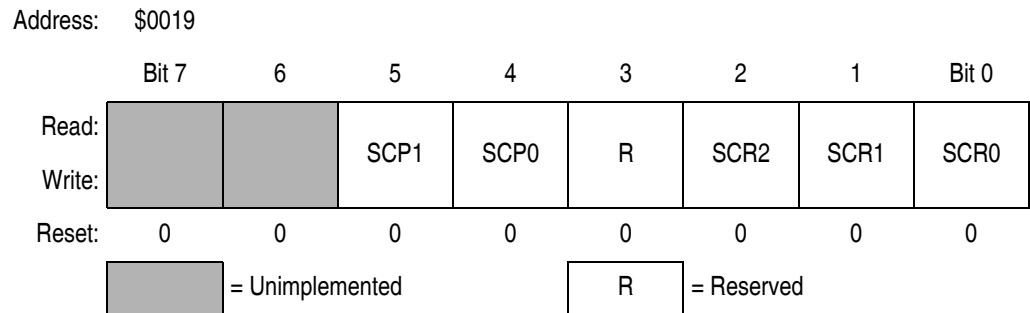 Address: $0019
Bit 7 6 5 4 3 2 1 Bit 0
Read:
SCP1 SCP0 R SCR2 SCR1 SCR0
Write:
Reset: 0 0 0 0 0 0 0 0
= Unimplemented R = Reserved